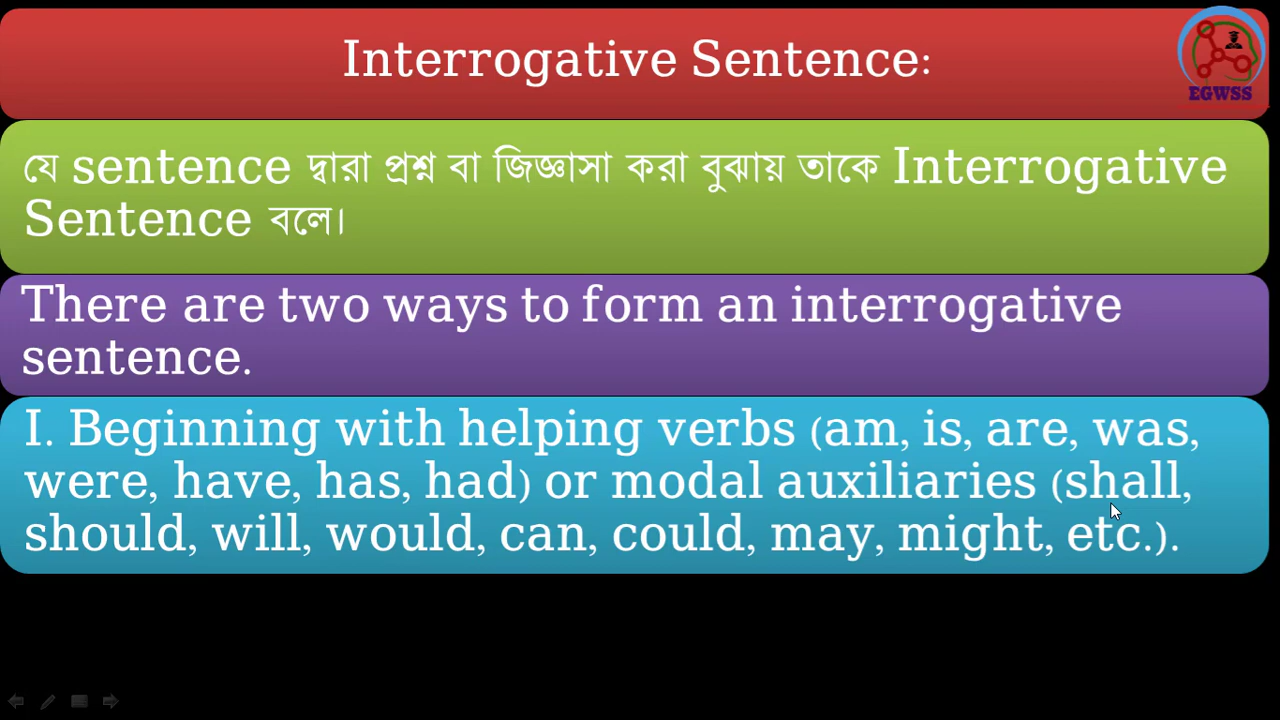 Interrogative Sentence:
EGWSS
যে sentence দ্বারা প্রশ্ন বা জিজ্ঞাসা করা বুঝায় তাকে Interrogative
Sentence বলে।
There are two ways to form an interrogative
sentence.
I. Beginning with helping verbs (am, is, are, was,
were, have, has, had) or modal auxiliaries (shall,
should, will, would, can, could, may, might, etc.).